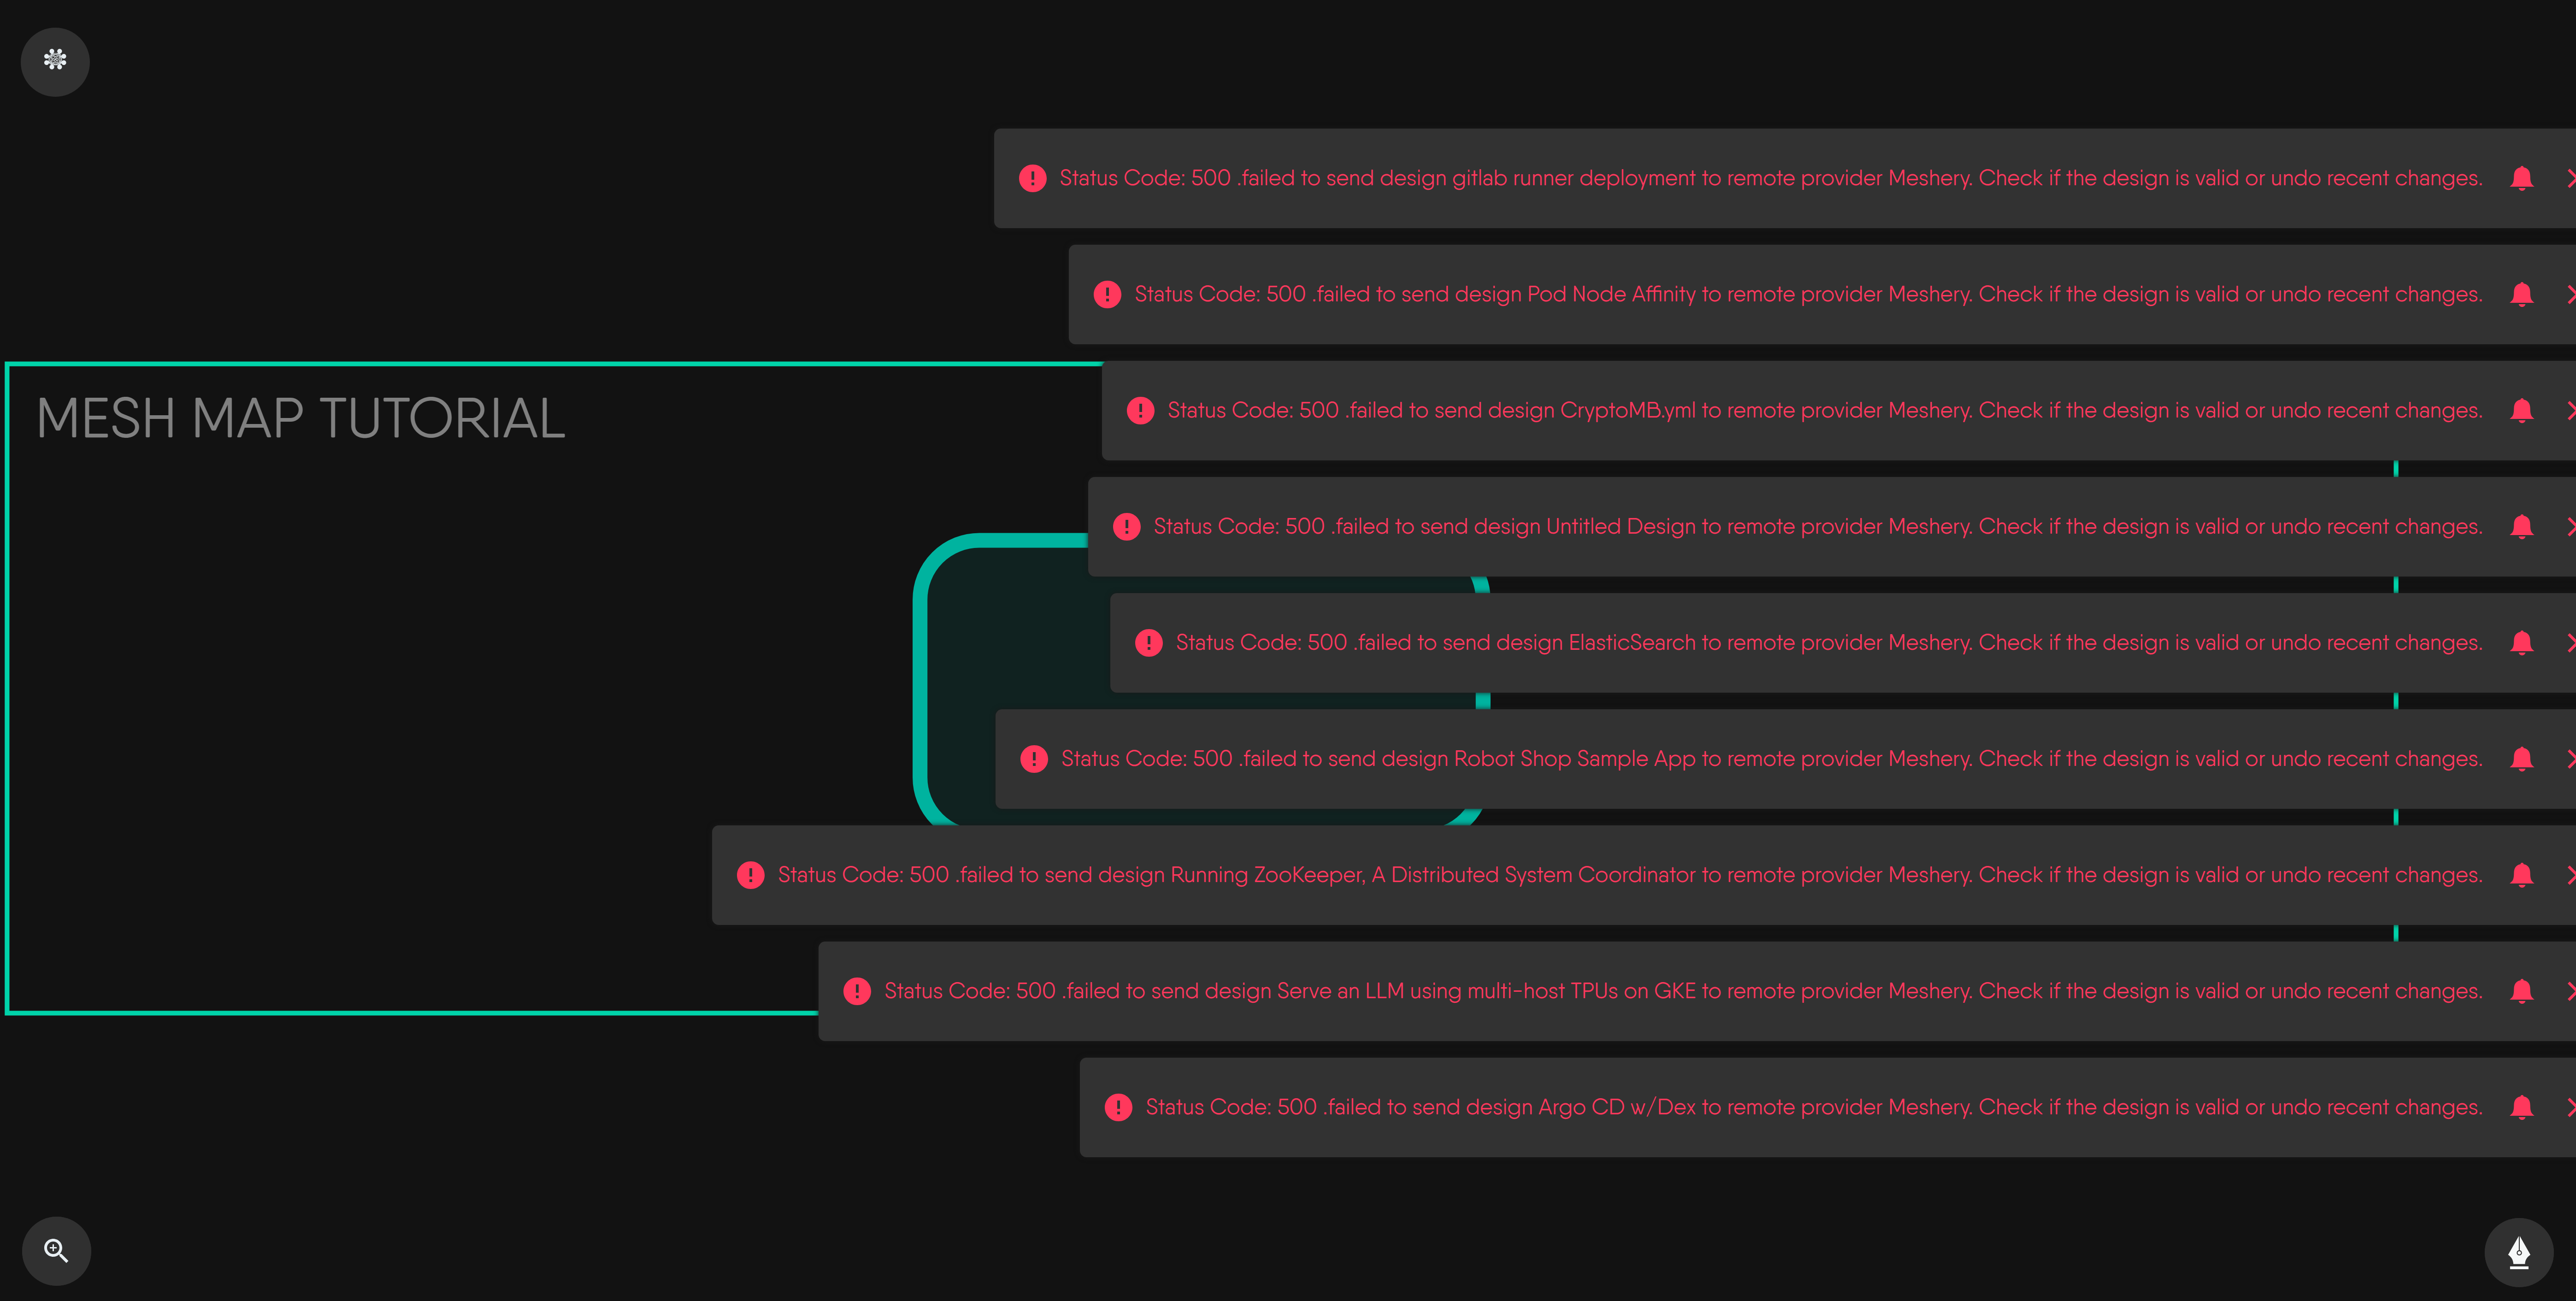 Status Code: 500 .failed to send design gitlab runner deployment to remote provider Meshery. Check if the design is valid or undo recent changes.
Status Code: 500 .failed to send design Pod Node Affinity to remote provider Meshery. Check if the design is valid or undo recent changes.
MESH MAP TUTORIAL
Status Code: 500 .failed to send design CryptoMB.yml to remote provider Meshery. Check if the design is valid or undo recent changes.
Status Code: 500 .failed to send design Untitled Design to remote provider Meshery. Check if the design is valid or undo recent changes.
Status Code: 500 .failed to send design ElasticSearch to remote provider Meshery. Check if the design is valid or undo recent changes.
Status Code: 500 .failed to send design Robot Shop Sample App to remote provider Meshery. Check if the design is valid or undo recent changes.
Status Code: 500 .failed to send design Running ZooKeeper, A Distributed System Coordinator to remote provider Meshery. Check if the design is valid or undo recent changes.
Status Code: 500 .failed to send design Serve an LLM using multi-host TPUs on GKE to remote provider Meshery. Check if the design is valid or undo recent changes.
Status Code: 500 .failed to send design Argo CD w/Dex to remote provider Meshery. Check if the design is valid or undo recent changes.